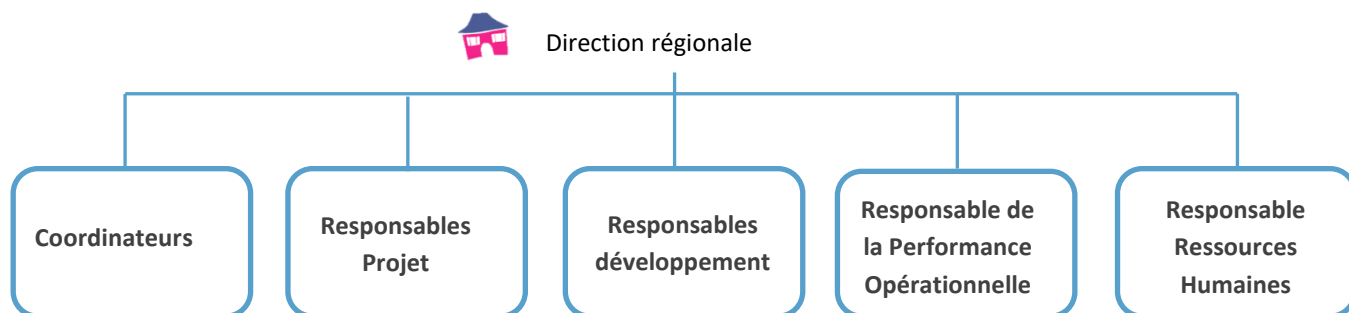 Direction régionale
Coordinateurs
Responsables
Projet
Responsables
développement
Responsable de
la Performance
Opérationnelle
Responsable
Ressources
Humaines